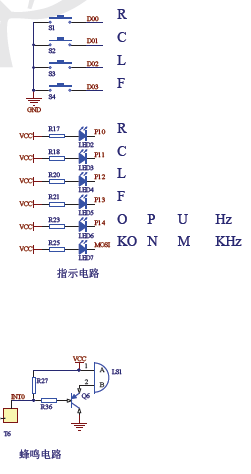 S1 D00 R
S2 D01 C
S3 D02 L
S4 D03 F
GND
VCC R17 LED2 P10 R
VCC R18 LED3 P11 C
VCC R20 LED4 P12 L
VCC R21 LED5 P13 F
VCC R23 LED6 P14 O P U Hz
VCC R25 LED7 MOSI KO N M KHz
指示电路
VCC
1 A LS1
R27 2 B
INT0 Q6
R36
T6
蜂鸣电路